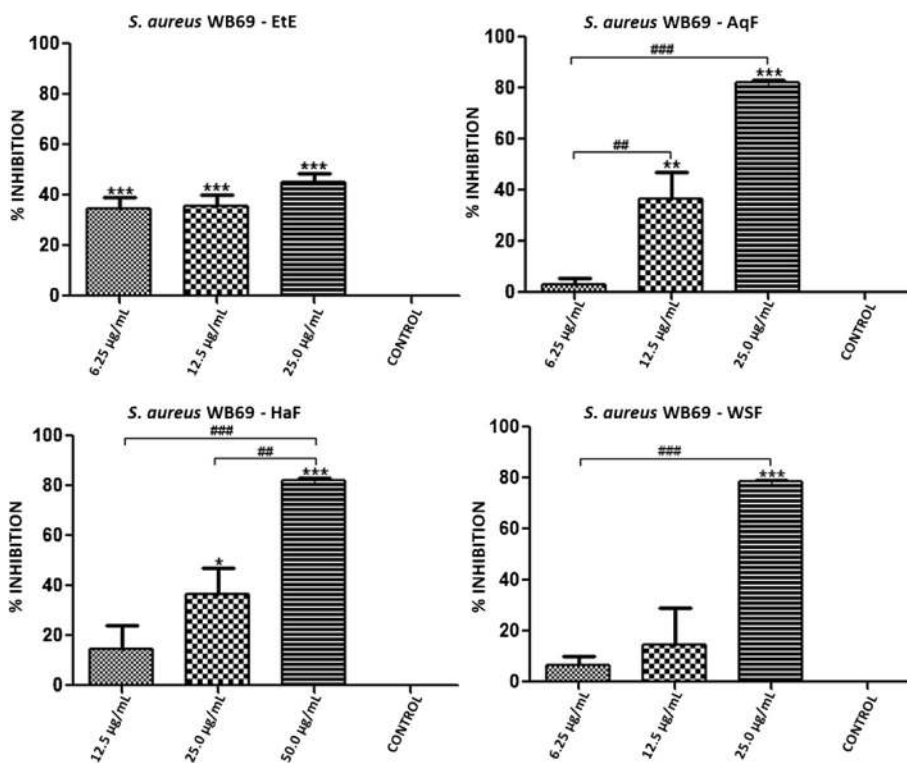 S. aureus WB69 - EtE
% INHIBITION
100
80
60
40
20
0
***
***
***
6.25 µg/mL
12.5 µg/mL
25.0 µg/mL
CONTROL
S. aureus WB69 - AqF
% INHIBITION
100
80
60
40
20
0
###
***
##
**
6.25 µg/mL
12.5 µg/mL
25.0 µg/mL
CONTROL
S. aureus WB69 - HaF
% INHIBITION
100
80
60
40
20
0
###
##
***
*
12.5 µg/mL
25.0 µg/mL
50.0 µg/mL
CONTROL
S. aureus WB69 - WSF
% INHIBITION
100
80
60
40
20
0
###
***
6.25 µg/mL
12.5 µg/mL
25.0 µg/mL
CONTROL